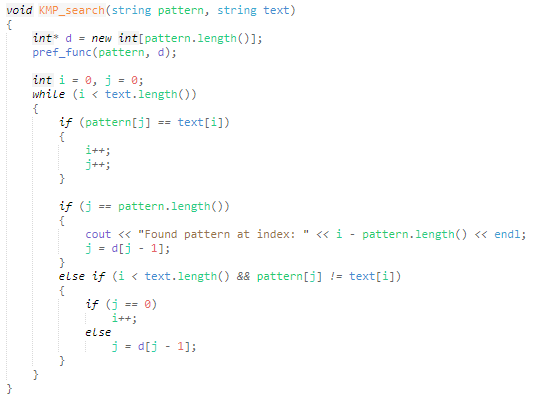 void KMP_search(string pattern, string text)
{
    int* d = new int[pattern.length()];
    pref_func(pattern, d);

    int i = 0, j = 0;
    while (i < text.length())
    {
        if (pattern[j] == text[i])
        {
            i++;
            j++;
        }

        if (j == pattern.length())
        {
            cout << "Found pattern at index: " << i - pattern.length() << endl;
            j = d[j - 1];
        }
        else if (i < text.length() && pattern[j] != text[i])
        {
            if (j == 0)
                i++;
            else
                j = d[j - 1];
        }
    }
}